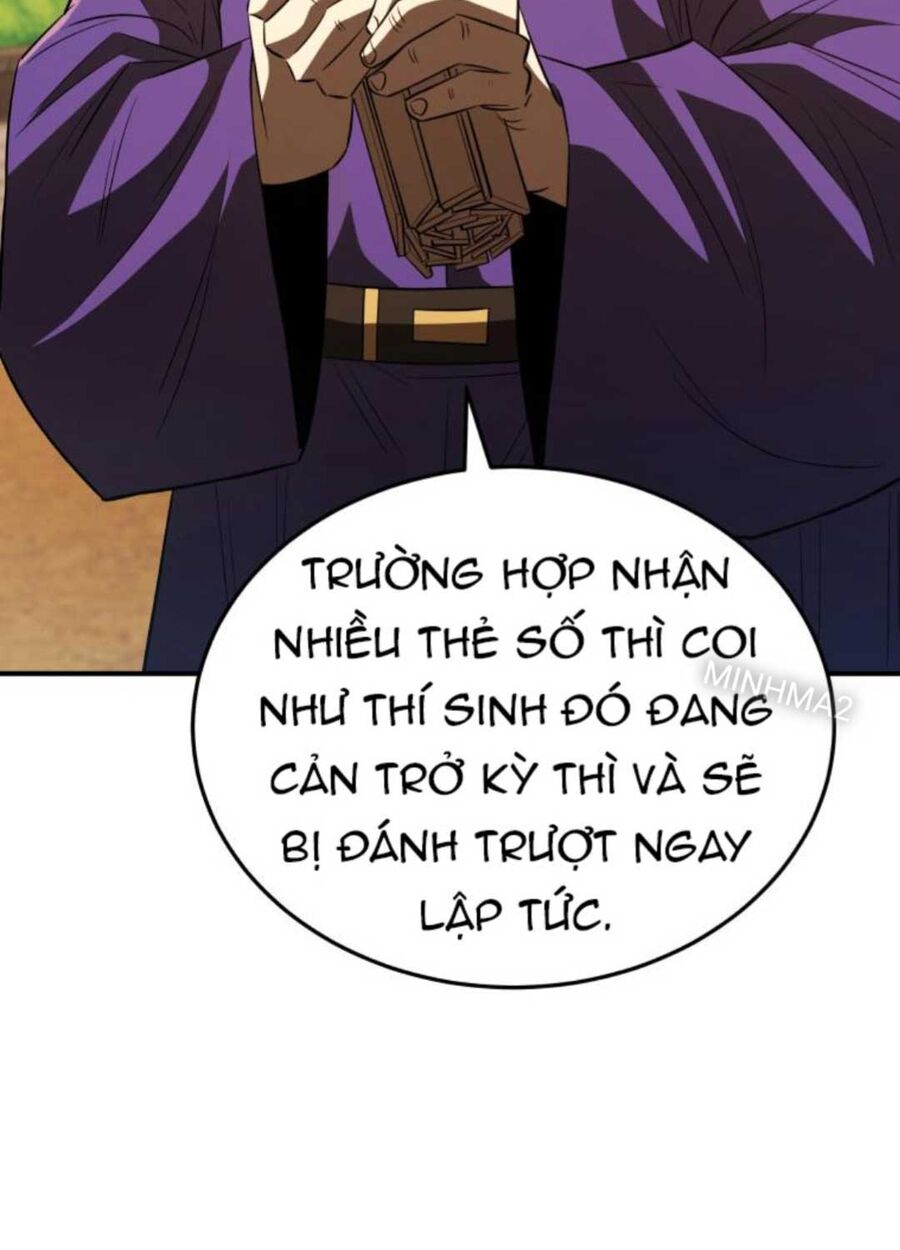 TRƯỜNG HỢP NHẬN
NHIỀU THẺ SỐ THÌ COI
NHƯ THÍ SINH ĐÓ ĐANG
CẢN TRỞ KỲ THÌ VÀ SẼ
BỊ ĐÁNH TRƯỢT NGAY
LẬP TỨC.
MINHMA2